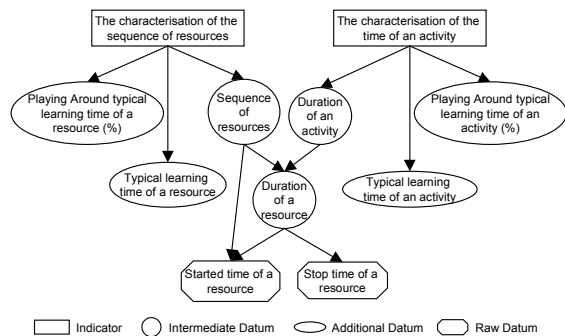 The characterisation of the
sequence of resources
The characterisation of the
time of an activity
Playing Around typical
learning time of a
resource (%)
Sequence
of
resources
Duration
of an
activity
Playing Around typical
learning time of an
activity (%)
Typical learning
time of a resource
Duration
of a
resource
Typical learning
time of an activity
Started time of a
resource
Stop time of a
resource
Indicator
Intermediate Datum
Additional Datum
Raw Datum